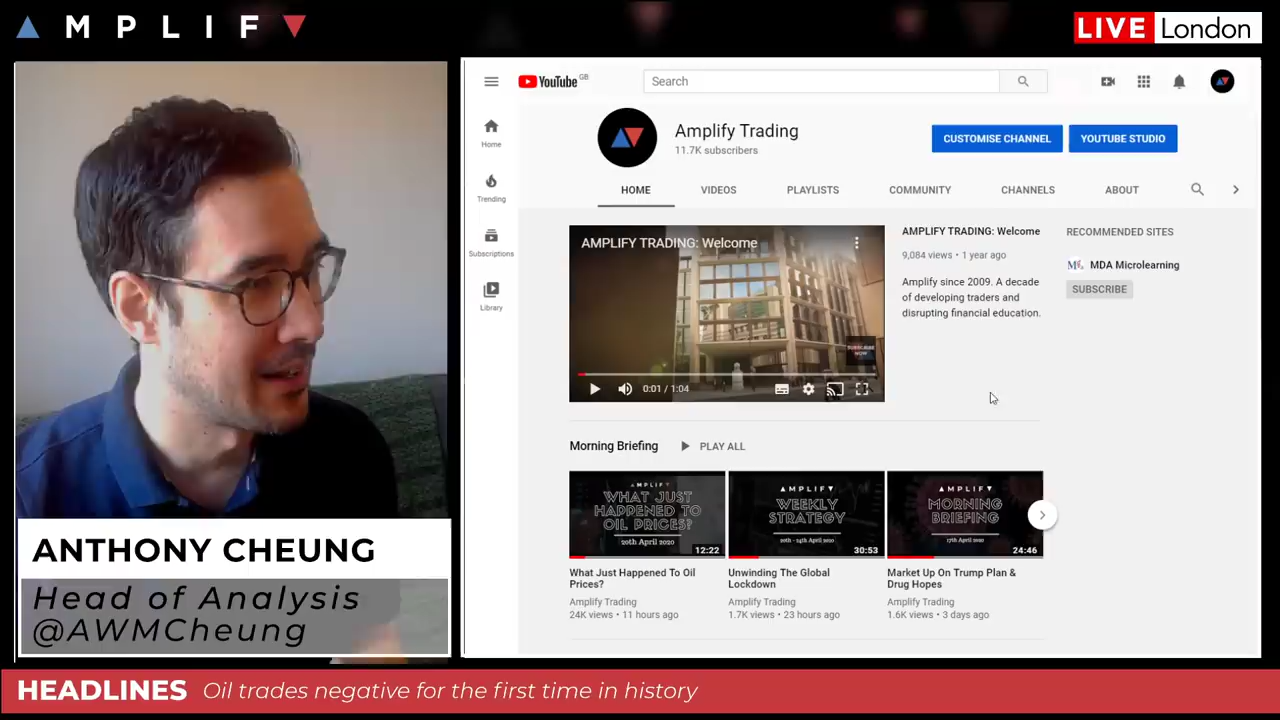 AMPLIFY
LIVE London
YouTube GB
Search
Home
Trending
Subscriptions
Library
Amplify Trading
11.7K subscribers
CUSTOMISE CHANNEL
YOUTUBE STUDIO
HOME
VIDEOS
PLAYLISTS
COMMUNITY
CHANNELS
ABOUT
AMPLIFY TRADING: Welcome
SUBSCRIBE
NOW
0:01 / 1:04
AMPLIFY TRADING: Welcome
9,084 views • 1 year ago
Amplify since 2009. A decade
of developing traders and
disrupting financial education.
RECOMMENDED SITES
MDA Microlearning
SUBSCRIBE
Morning Briefing
PLAY ALL
AMPLIFY
WHAT JUST
HAPPENED TO
OIL PRICES?
20th April 2020
12:22
AMPLIFY
WEEKLY
STRATEGY
20th - 24th April 2020
30:53
AMPLIFY
MORNING
BRIEFING
17th April 2020
24:46
What Just Happened To Oil
Prices?
Amplify Trading
24K views • 11 hours ago
Unwinding The Global
Lockdown
Amplify Trading
1.7K views • 23 hours ago
Market Up On Trump Plan &
Drug Hopes
Amplify Trading
1.6K views • 3 days ago
ANTHONY CHEUNG
Head of Analysis
@AWMCheung
HEADLINES Oil trades negative for the first time in history